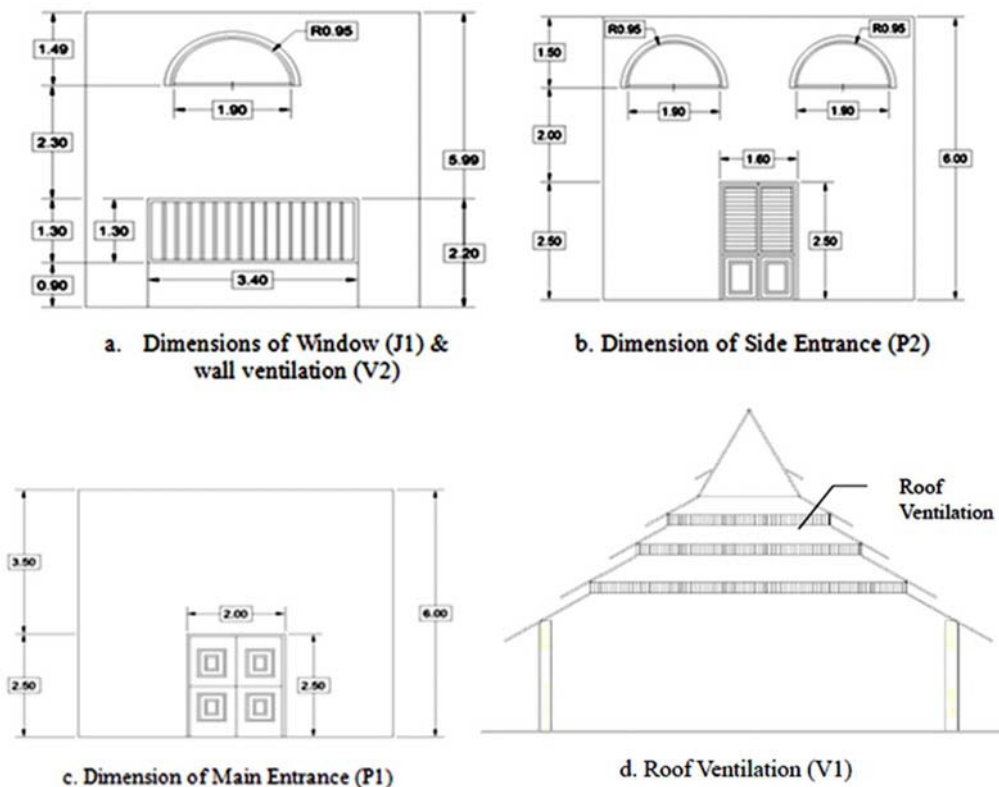 1.49
R0.95
1.90
2.30
5.99
1.30
1.30
2.20
3.40
0.90
a. Dimensions of Window (J1) &
wall ventilation (V2)
R0.95
R0.95
1.50
1.90
1.90
2.00
1.60
6.00
2.50
2.50
b. Dimension of Side Entrance (P2)
3.50
2.00
6.00
2.50
2.50
c. Dimension of Main Entrance (P1)
Roof
Ventilation
d. Roof Ventilation (V1)